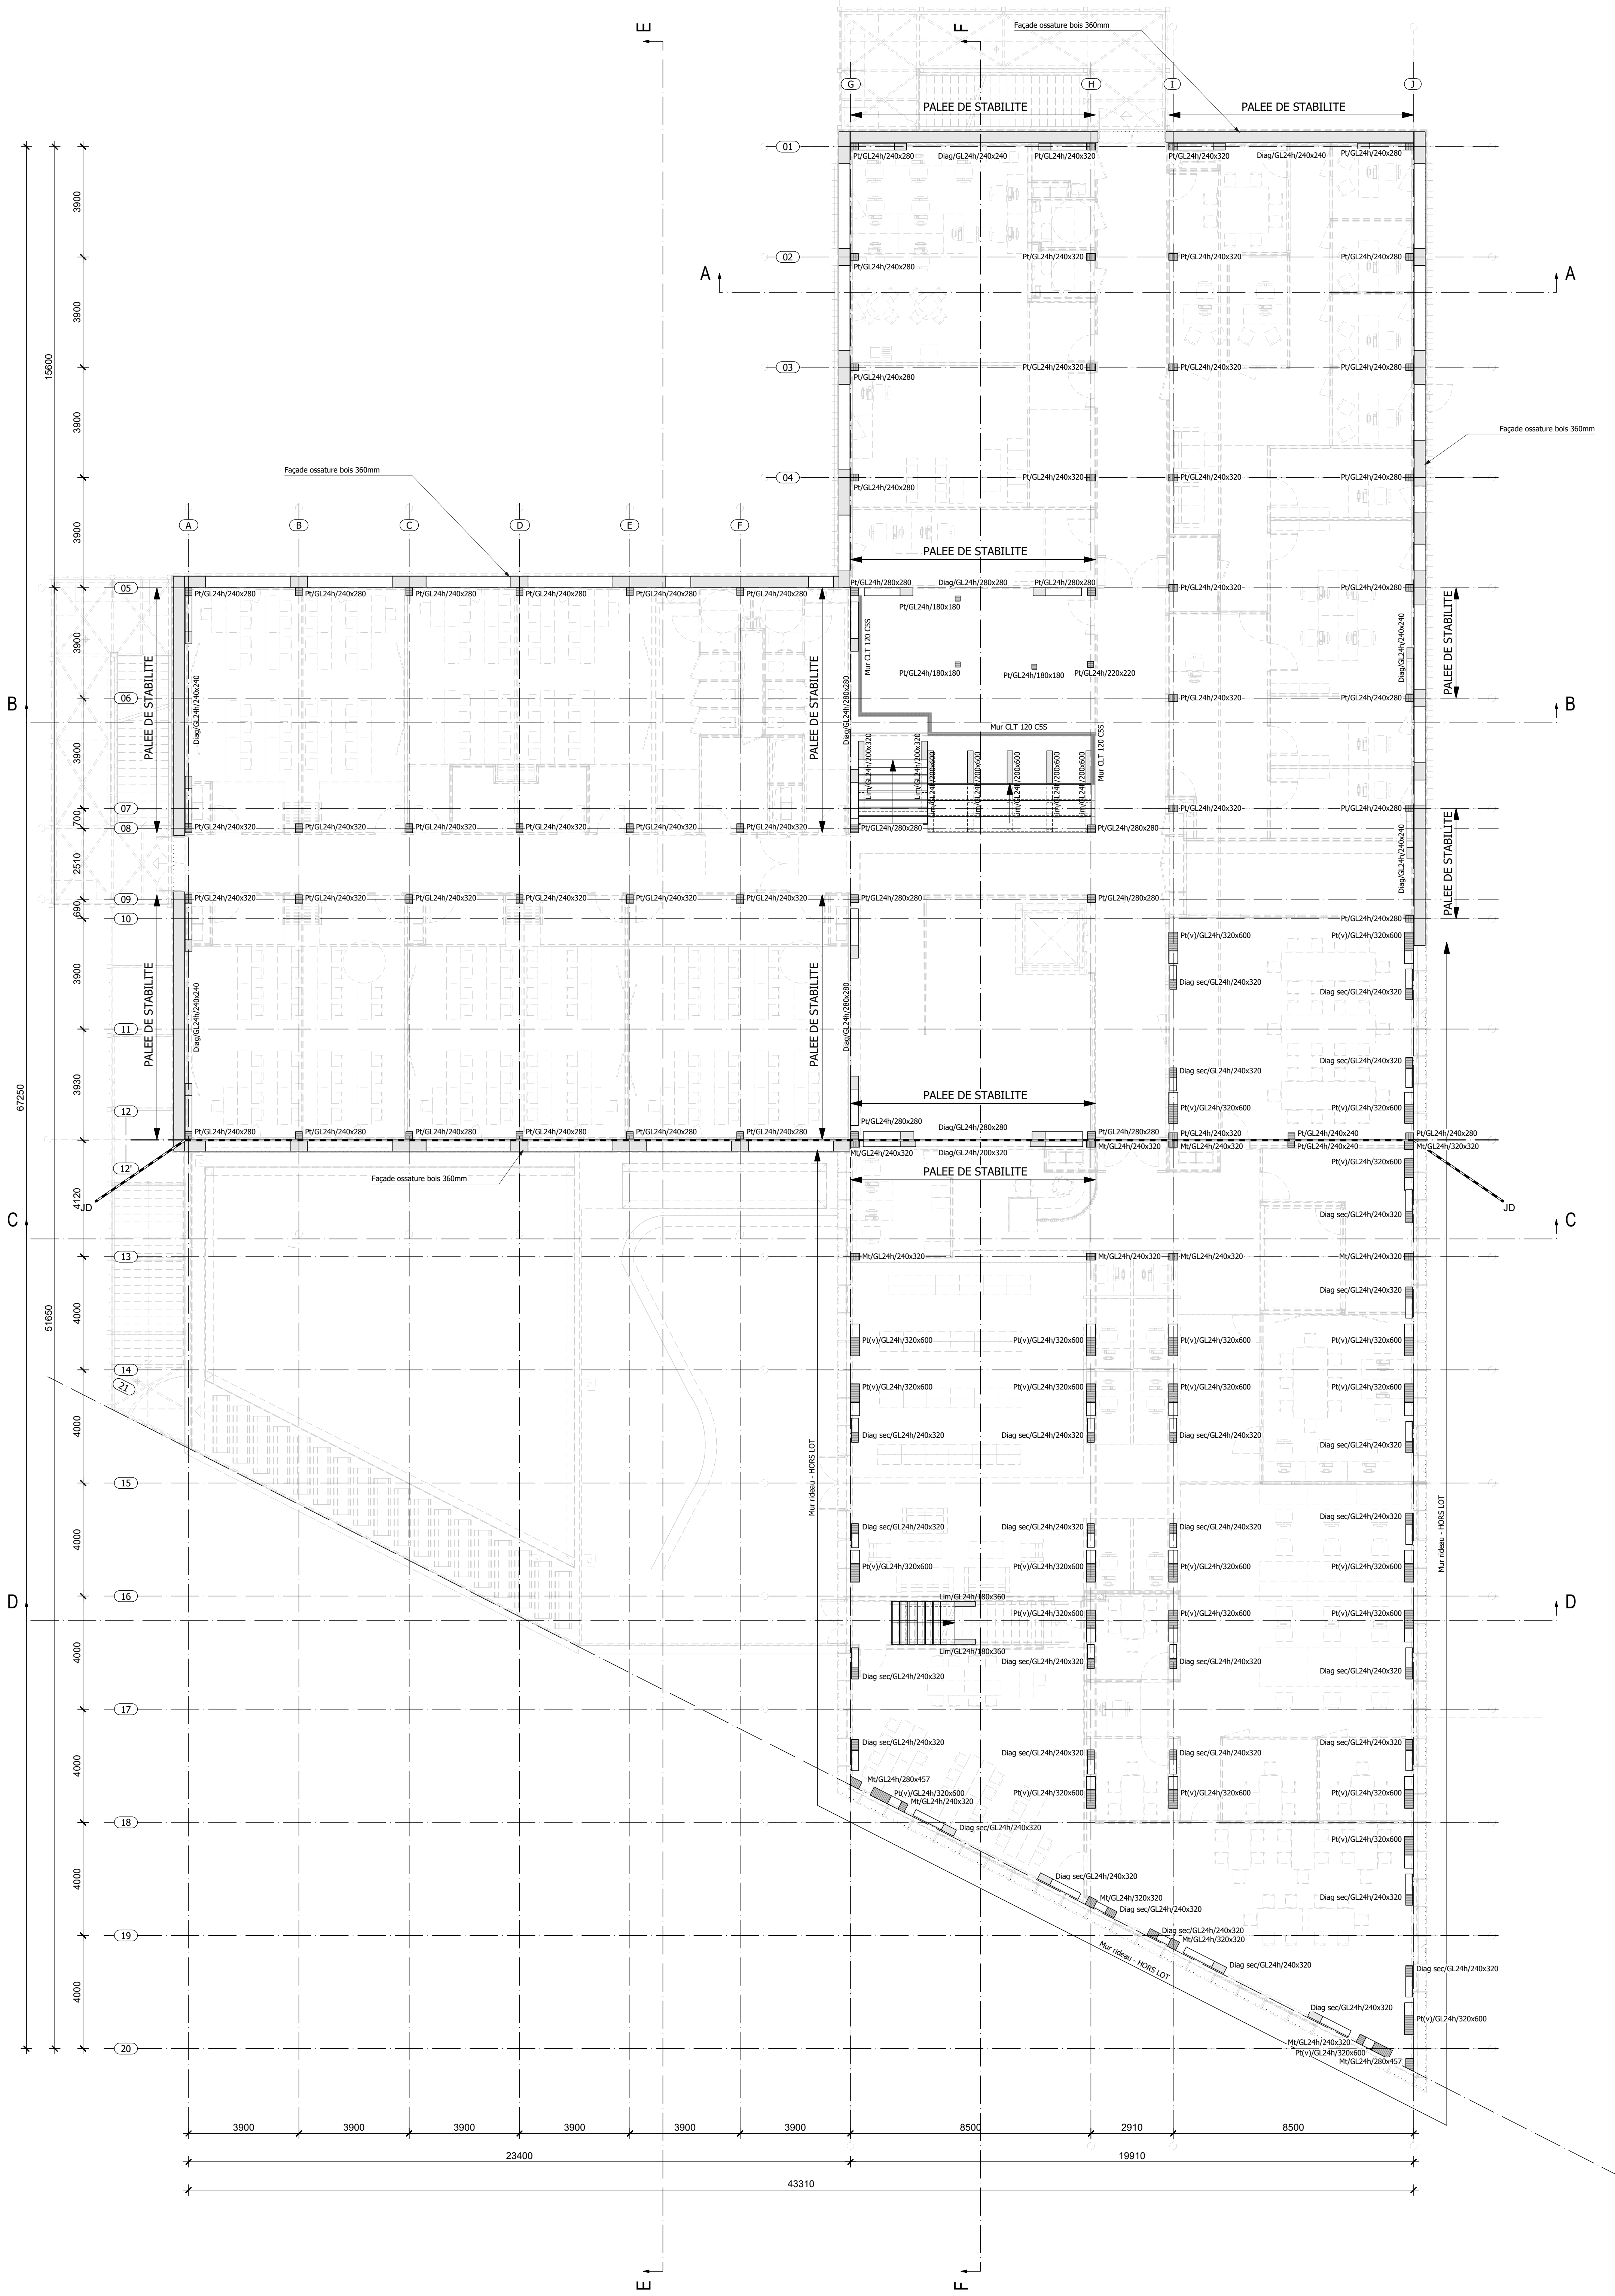 E
F
Façade ossature bois 360mm
G
H
I
J
PALEE DE STABILITE
PALEE DE STABILITE
01
Pt/GL24h/240x280
Diag/GL24h/240x240
Pt/GL24h/240x320
Pt/GL24h/240x320
Diag/GL24h/240x240
Pt/GL24h/240x280
3900
02
Pt/GL24h/240x280
Pt/GL24h/240x320
Pt/GL24h/240x320
Pt/GL24h/240x280
A
A
3900
15600
03
Pt/GL24h/240x280
Pt/GL24h/240x320
Pt/GL24h/240x320
Pt/GL24h/240x280
3900
Façade ossature bois 360mm
Façade ossature bois 360mm
04
Pt/GL24h/240x280
Pt/GL24h/240x320
Pt/GL24h/240x320
Pt/GL24h/240x280
3900
A
B
C
D
E
F
PALEE DE STABILITE
05
Pt/GL24h/240x280
Pt/GL24h/240x280
Pt/GL24h/240x280
Pt/GL24h/240x280
Pt/GL24h/240x280
Pt/GL24h/240x280
Pt/GL24h/280x280
Diag/GL24h/280x280
Pt/GL24h/280x280
Pt/GL24h/240x320
Pt/GL24h/240x280
Pt/GL24h/180x180
3900
PALEE DE STABILITE
Diag/GL24h/240x240
PALEE DE STABILITE
Diag/GL24h/280x280
Mur CLT 120 CSS
Pt/GL24h/180x180
Pt/GL24h/180x180
Pt/GL24h/220x220
Diag/GL24h/240x240
PALEE DE STABILITE
06
Pt/GL24h/240x320
Pt/GL24h/240x280
B
B
Mur CLT 120 CSS
Mur CLT 120 CSS
3900
Lim/GL24h/200x320
Lim/GL24h/200x320
Lim/GL24h/200x600
Lim/GL24h/200x600
Lim/GL24h/200x600
Lim/GL24h/200x600
Lim/GL24h/200x600
07
Pt/GL24h/240x320
Pt/GL24h/240x280
700
08
Pt/GL24h/240x320
Pt/GL24h/240x320
Pt/GL24h/240x320
Pt/GL24h/240x320
Pt/GL24h/240x320
Pt/GL24h/240x320
Pt/GL24h/280x280
Pt/GL24h/280x280
2510
Diag/GL24h/240x240
PALEE DE STABILITE
09
Pt/GL24h/240x320
Pt/GL24h/240x320
Pt/GL24h/240x320
Pt/GL24h/240x320
Pt/GL24h/240x320
Pt/GL24h/240x320
Pt/GL24h/280x280
Pt/GL24h/280x280
690
10
Pt/GL24h/240x280
Pt(v)/GL24h/320x600
Pt(v)/GL24h/320x600
3900
Diag sec/GL24h/240x320
Diag sec/GL24h/240x320
PALEE DE STABILITE
Diag/GL24h/240x240
PALEE DE STABILITE
Diag/GL24h/280x280
11
Diag sec/GL24h/240x320
Diag sec/GL24h/240x320
3930
67250
PALEE DE STABILITE
Pt(v)/GL24h/320x600
Pt(v)/GL24h/320x600
12
Pt/GL24h/240x280
Pt/GL24h/240x280
Pt/GL24h/240x280
Pt/GL24h/240x280
Pt/GL24h/240x280
Pt/GL24h/240x280
Pt/GL24h/280x280
Diag/GL24h/280x280
Pt/GL24h/280x280
Pt/GL24h/240x320
Pt/GL24h/240x240
Pt/GL24h/240x280
Mt/GL24h/240x320
Diag/GL24h/200x320
Mt/GL24h/240x320
Mt/GL24h/240x320
Pt/GL24h/240x240
Mt/GL24h/320x320
12'
Façade ossature bois 360mm
PALEE DE STABILITE
Pt(v)/GL24h/320x600
4120
JD
JD
Diag sec/GL24h/240x320
C
C
13
Mt/GL24h/240x320
Mt/GL24h/240x320
Mt/GL24h/240x320
Mt/GL24h/240x320
51650
4000
Diag sec/GL24h/240x320
Pt(v)/GL24h/320x600
Pt(v)/GL24h/320x600
Pt(v)/GL24h/320x600
Pt(v)/GL24h/320x600
14
21
Pt(v)/GL24h/320x600
Pt(v)/GL24h/320x600
Pt(v)/GL24h/320x600
Pt(v)/GL24h/320x600
4000
Diag sec/GL24h/240x320
Diag sec/GL24h/240x320
Diag sec/GL24h/240x320
Diag sec/GL24h/240x320
15
Mur rideau - HORS LOT
Mur rideau - HORS LOT
4000
Diag sec/GL24h/240x320
Diag sec/GL24h/240x320
Diag sec/GL24h/240x320
Diag sec/GL24h/240x320
Pt(v)/GL24h/320x600
Pt(v)/GL24h/320x600
Pt(v)/GL24h/320x600
Pt(v)/GL24h/320x600
16
Lim/GL24h/180x360
D
D
Pt(v)/GL24h/320x600
Pt(v)/GL24h/320x600
Pt(v)/GL24h/320x600
4000
Lim/GL24h/180x360
Diag sec/GL24h/240x320
Diag sec/GL24h/240x320
Diag sec/GL24h/240x320
Diag sec/GL24h/240x320
17
4000
Diag sec/GL24h/240x320
Diag sec/GL24h/240x320
Diag sec/GL24h/240x320
Diag sec/GL24h/240x320
Mt/GL24h/280x457
Pt(v)/GL24h/320x600
Mt/GL24h/240x320
Pt(v)/GL24h/320x600
Pt(v)/GL24h/320x600
Pt(v)/GL24h/320x600
18
Diag sec/GL24h/240x320
Pt(v)/GL24h/320x600
4000
Diag sec/GL24h/240x320
Mt/GL24h/320x320
Diag sec/GL24h/240x320
Diag sec/GL24h/240x320
19
Diag sec/GL24h/240x320
Mt/GL24h/320x320
Mur rideau - HORS LOT
Diag sec/GL24h/240x320
Diag sec/GL24h/240x320
4000
Diag sec/GL24h/240x320
Pt(v)/GL24h/320x600
20
Mt/GL24h/240x320
Pt(v)/GL24h/320x600
Mt/GL24h/280x457
3900
3900
3900
3900
3900
3900
8500
2910
8500
23400
19910
43310
E
F